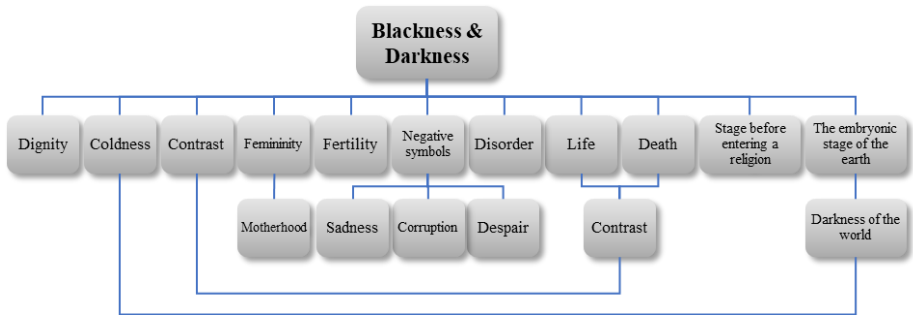 Blackness &
Darkness
Dignity
Coldness
Contrast
Femininity
Fertility
Negative
symbols
Disorder
Life
Death
Stage before
entering a
religion
The embryonic
stage of the
earth
Motherhood
Sadness
Corruption
Despair
Contrast
Darkness of the
world